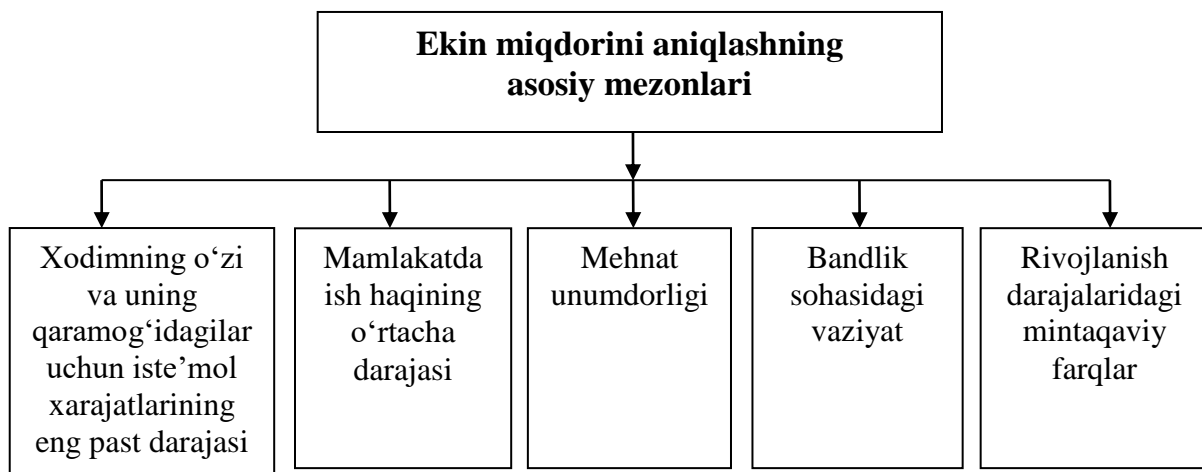 Ekin miqdorini aniqlashning
asosiy mezonlari
Xodimning o‘zi
va uning
qaramog‘idagilar
uchun iste’mol
xarajatlarining
eng past darajasi
Mamlakatda
ish haqining
o‘rtacha
darajasi
Mehnat
unumdorligi
Bandlik
sohasidagi
vaziyat
Rivojlanish
darajalaridagi
mintaqaviy
farqlar